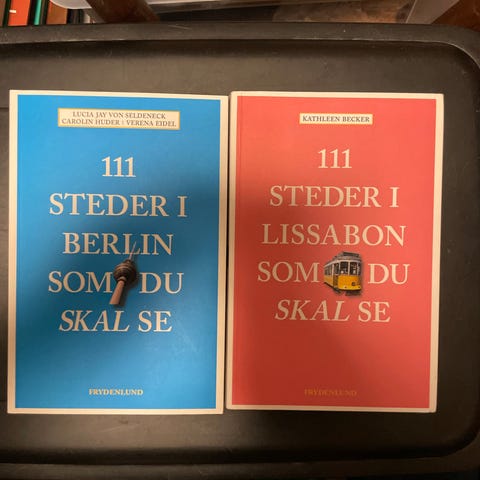 LUCIA JAY VON SELDENECK
CAROLIN HUDER | VERENA EIDEL
111
STEDER I
BERLIN
SOM DU
SKAL SE
FRYDENLUND
KATHLEEN BECKER
111
STEDER I
LISSABON
SOM DU
SKAL SE
FRYDENLUND